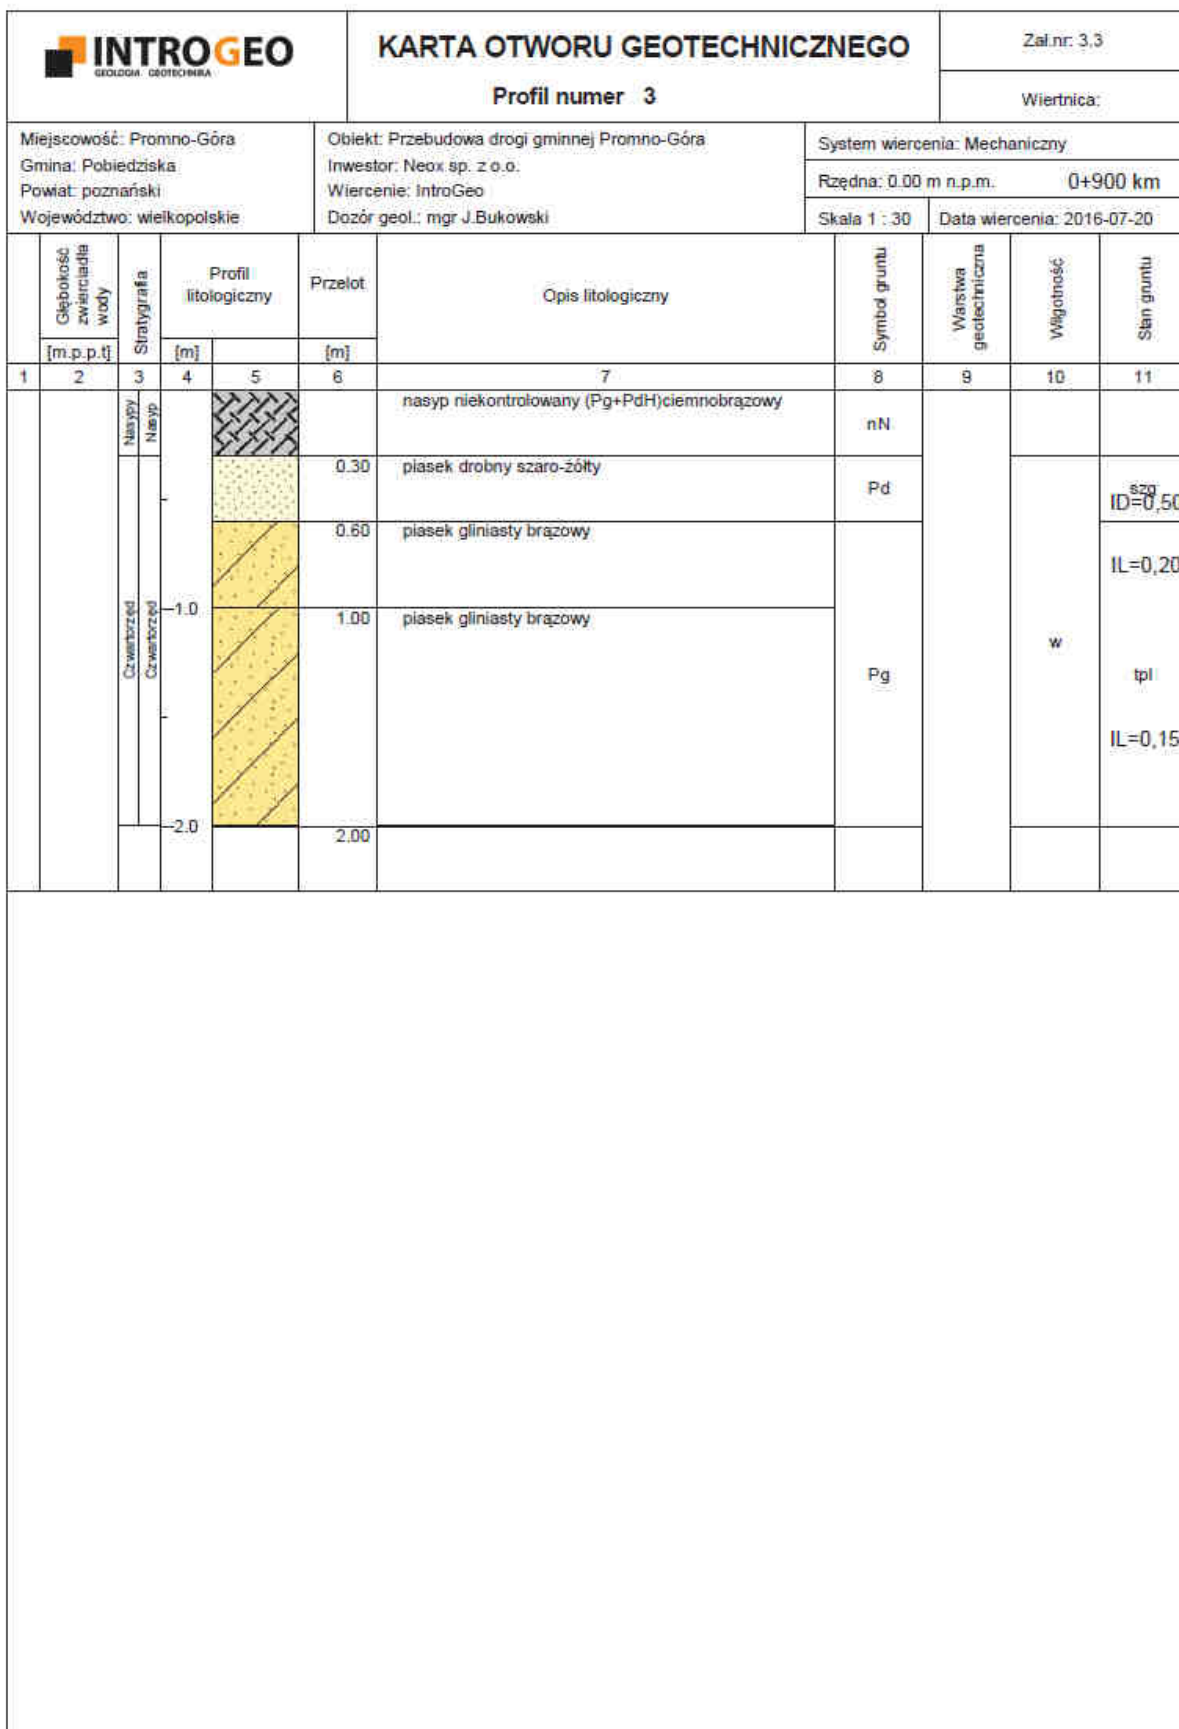 INTROGEO
GEOLOGIA GEOTECHNIKA
KARTA OTWORU GEOTECHNICZNEGO
Profil numer 3
Zał.nr: 3.3
Wiertnica:
Miejscowość: Promno-Góra
Gmina: Pobiedziska
Powiat: poznański
Województwo: wielkopolskie
Obiekt: Przebudowa drogi gminnej Promno-Góra
Inwestor: Neox sp. z o.o.
Wiercenie: IntroGeo
Dozór geol.: mgr J.Bukowski
System wiercenia: Mechaniczny
Rzędna: 0.00 m n.p.m. 0+900 km
Skala 1 : 30 Data wiercenia: 2016-07-20
Głębokość
zwierciadła
wody
[m.p.p.t]
Stratygrafia
Profil
litologiczny
[m]
Przelot
[m]
Opis litologiczny
Symbol gruntu
Warstwa
geotechniczna
Wilgotność
Stan gruntu
1 2 3 4 5 6 7 8 9 10 11
Nasypy
Nasyp
nasyp niekontrolowany (Pg+PdH)ciemnobrązowy
nN
0.30 piasek drobny szaro-żółty
Pd
szg
ID=0,50
0.60 piasek gliniasty brązowy
IL=0,20
Czwartorzęd
Czwartorzęd
1.0
1.00 piasek gliniasty brązowy
w
Pg
tpl
IL=0,15
2.0
2.00